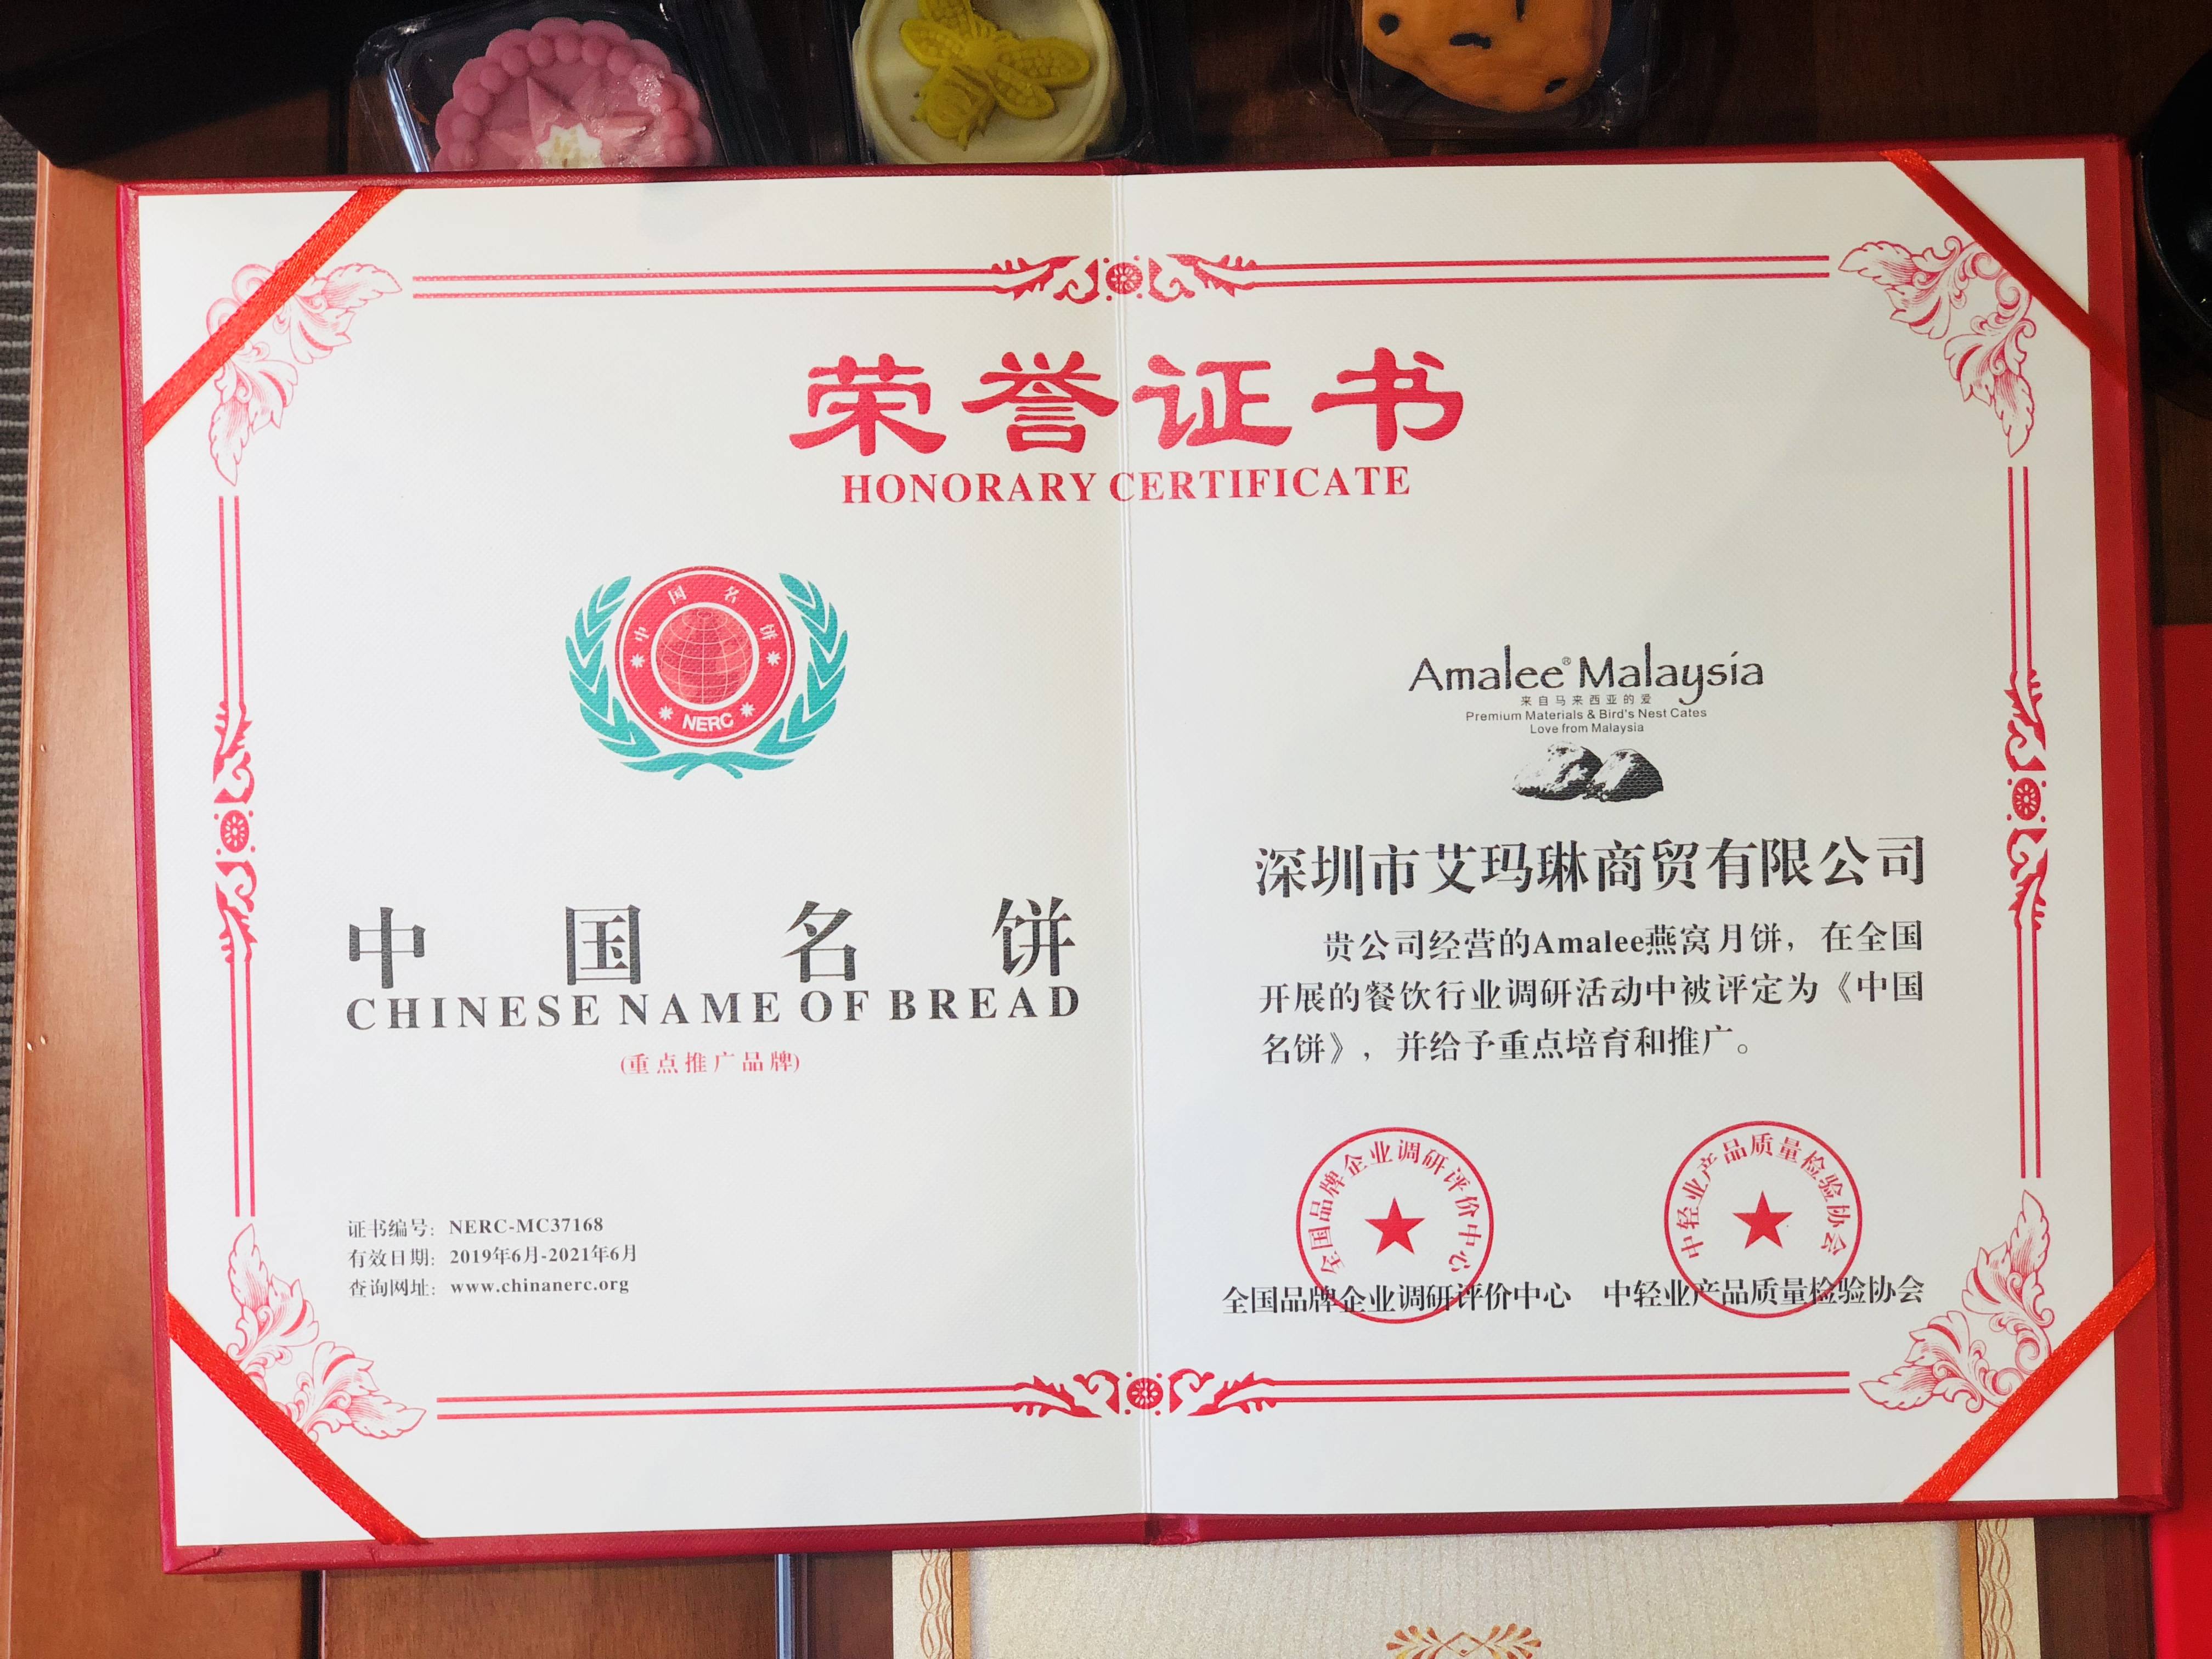 荣誉证书
HONORARY CERTIFICATE
中国名饼
NERC
中国名饼
CHINESE NAME OF BREAD
(重点推广品牌)
证书编号：NERC-MC37168
有效日期：2019年6月-2021年6月
查询网址：www.chinanerc.org
Amalee® Malaysia
来自马来西亚的爱
Premium Materials & Bird's Nest Cates
Love from Malaysia
深圳市艾玛琳商贸有限公司
贵公司经营的Amalee燕窝月饼，在全国
开展的餐饮行业调研活动中被评定为《中国
名饼》，并给予重点培育和推广。
全国品牌企业调研评价中心
中轻业产品质量检验协会
全国品牌企业调研评价中心 中轻业产品质量检验协会